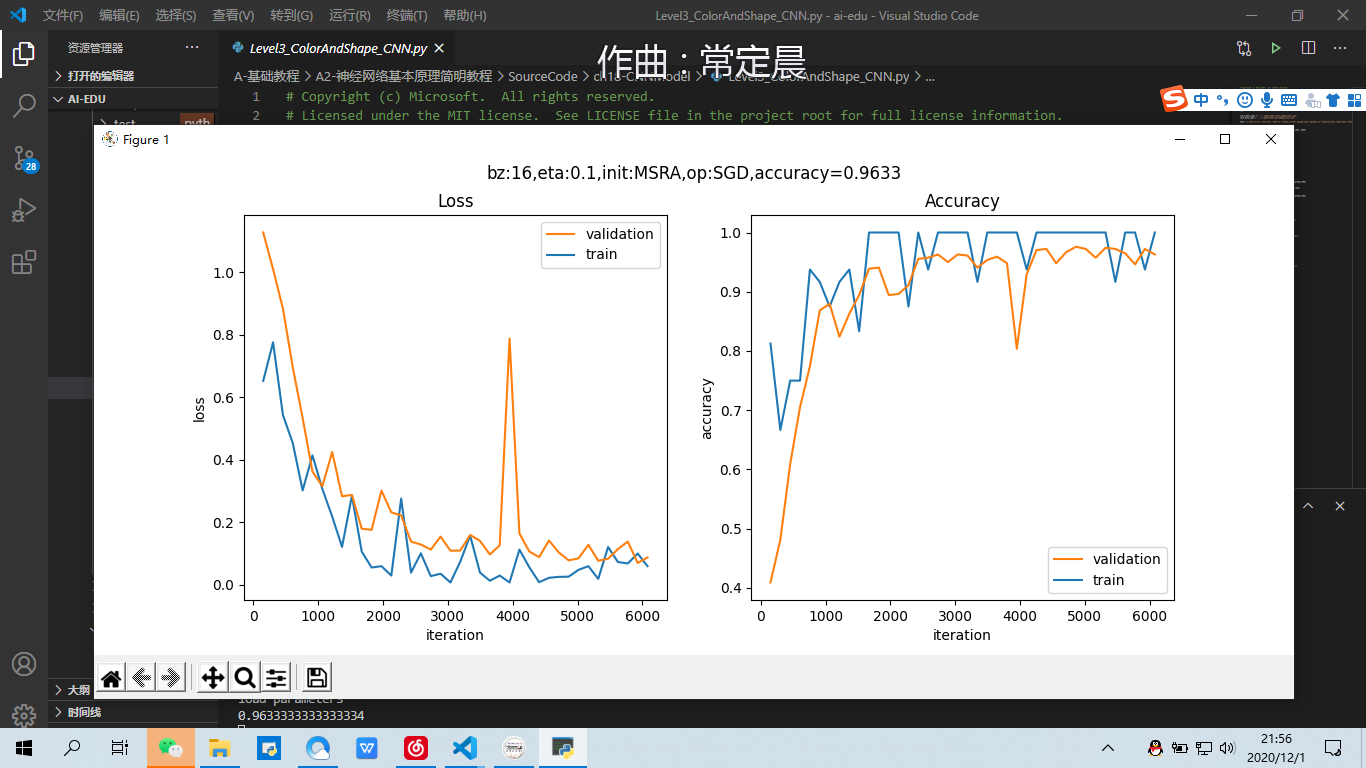 文件(F) 编辑(E) 选择(S) 查看(V) 转到(G) 运行(R) 终端(T) 帮助(H) Level3_ColorAndShape_CNN.py - ai-edu - Visual Studio Code
资源管理器 ... Level3_ColorAndShape_CNN.py
作曲 : 常定晨
打开的编辑器
A-基础教程 > A2-神经网络基本原理简明教程 > SourceCode > ch18-CNNModel > Level3_ColorAndShape_CNN.py > ...
AI-EDU
1 # Copyright (c) Microsoft. All rights reserved.
2 # Licensed under the MIT license. See LICENSE file in the project root for full license information.
中
test
Figure 1
28
bz:16,eta:0.1,init:MSRA,op:SGD,accuracy=0.9633
Loss
Accuracy
validation
train
1.0
0.8
0.6
0.4
0.2
0.0
loss
0 1000 2000 3000 4000 5000 6000
iteration
1.0
0.9
0.8
0.7
0.6
0.5
0.4
accuracy
validation
train
0 1000 2000 3000 4000 5000 6000
iteration
大纲
load parameters
时间线
0.9633333333333334
21:56
2020/12/1